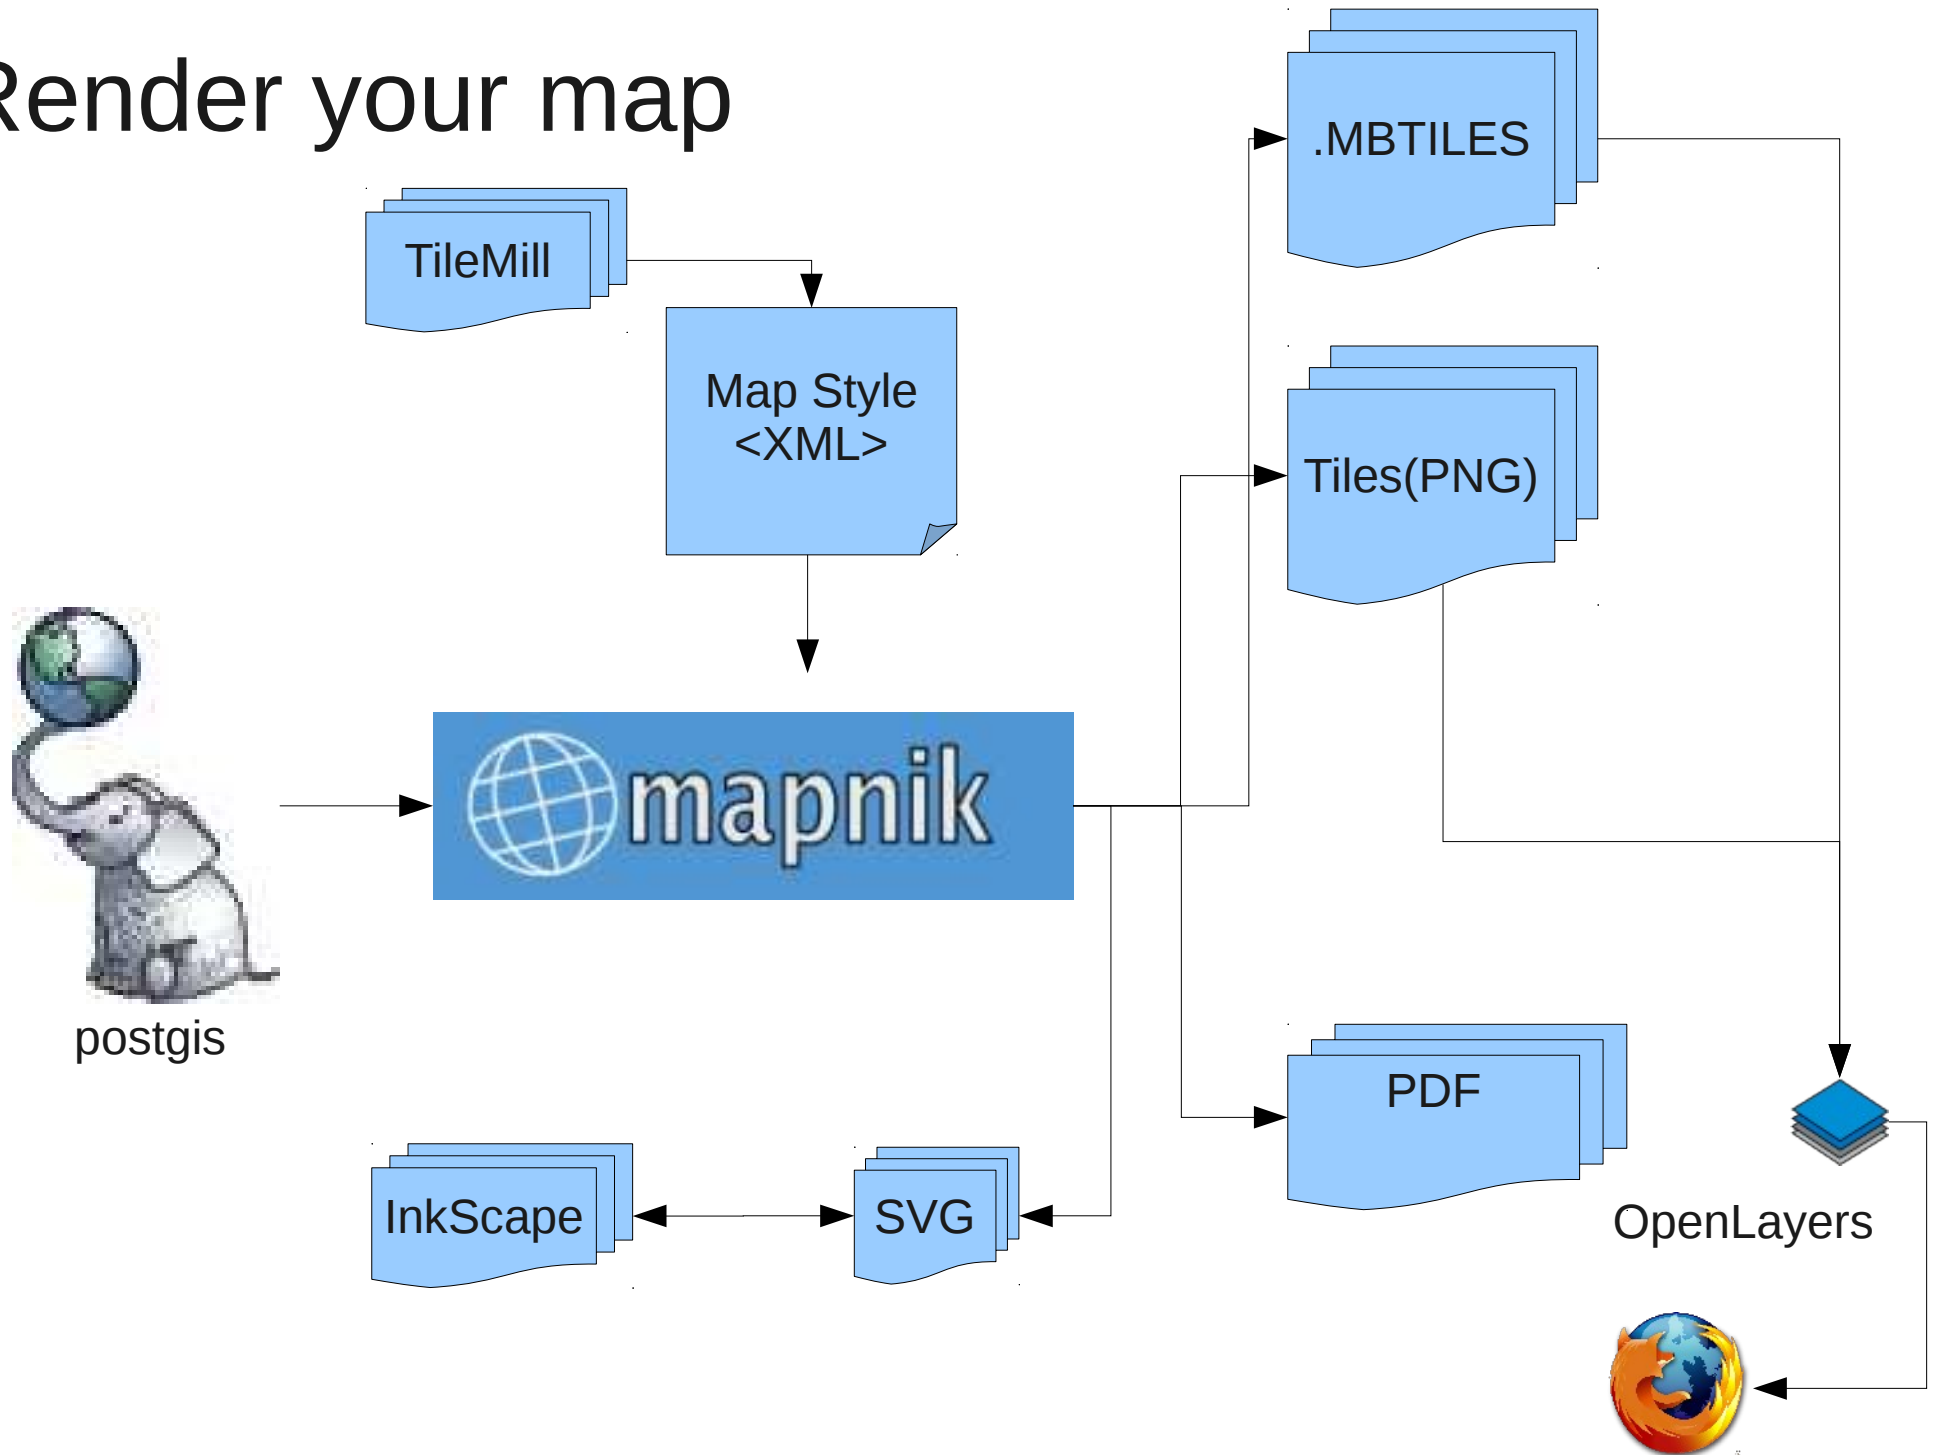 Render your map
.MBTILES
TileMill
Map Style
<XML>
Tiles(PNG)
mapnik
postgis
PDF
InkScape
SVG
OpenLayers